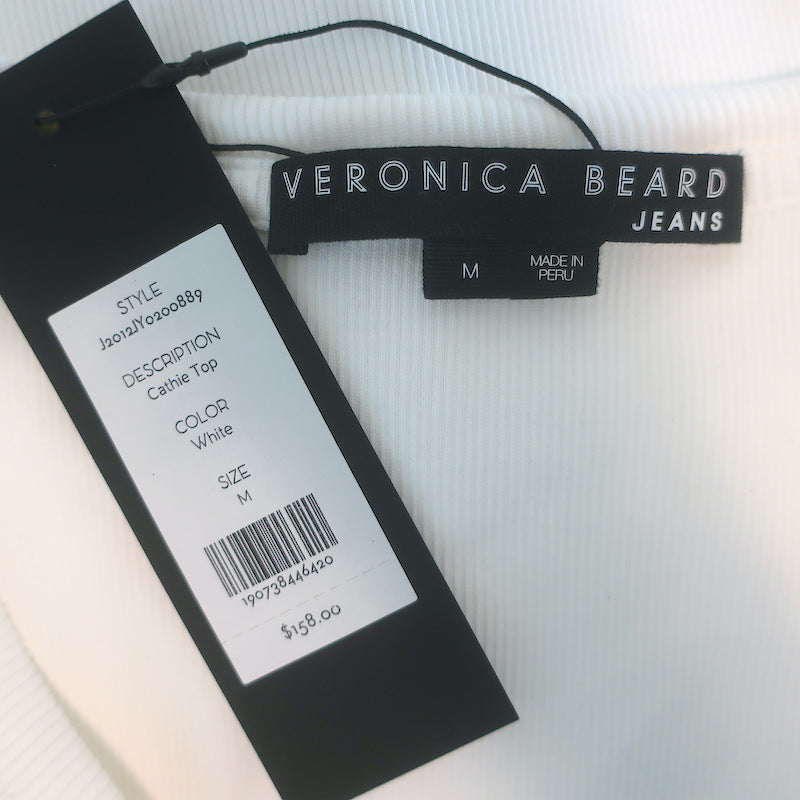 VERONICA BEARD
JEANS
M
MADE IN
PERU
STYLE
J2012JY0200889
DESCRIPTION
Cathie Top
COLOR
White
SIZE
M
190738446420
$158.00